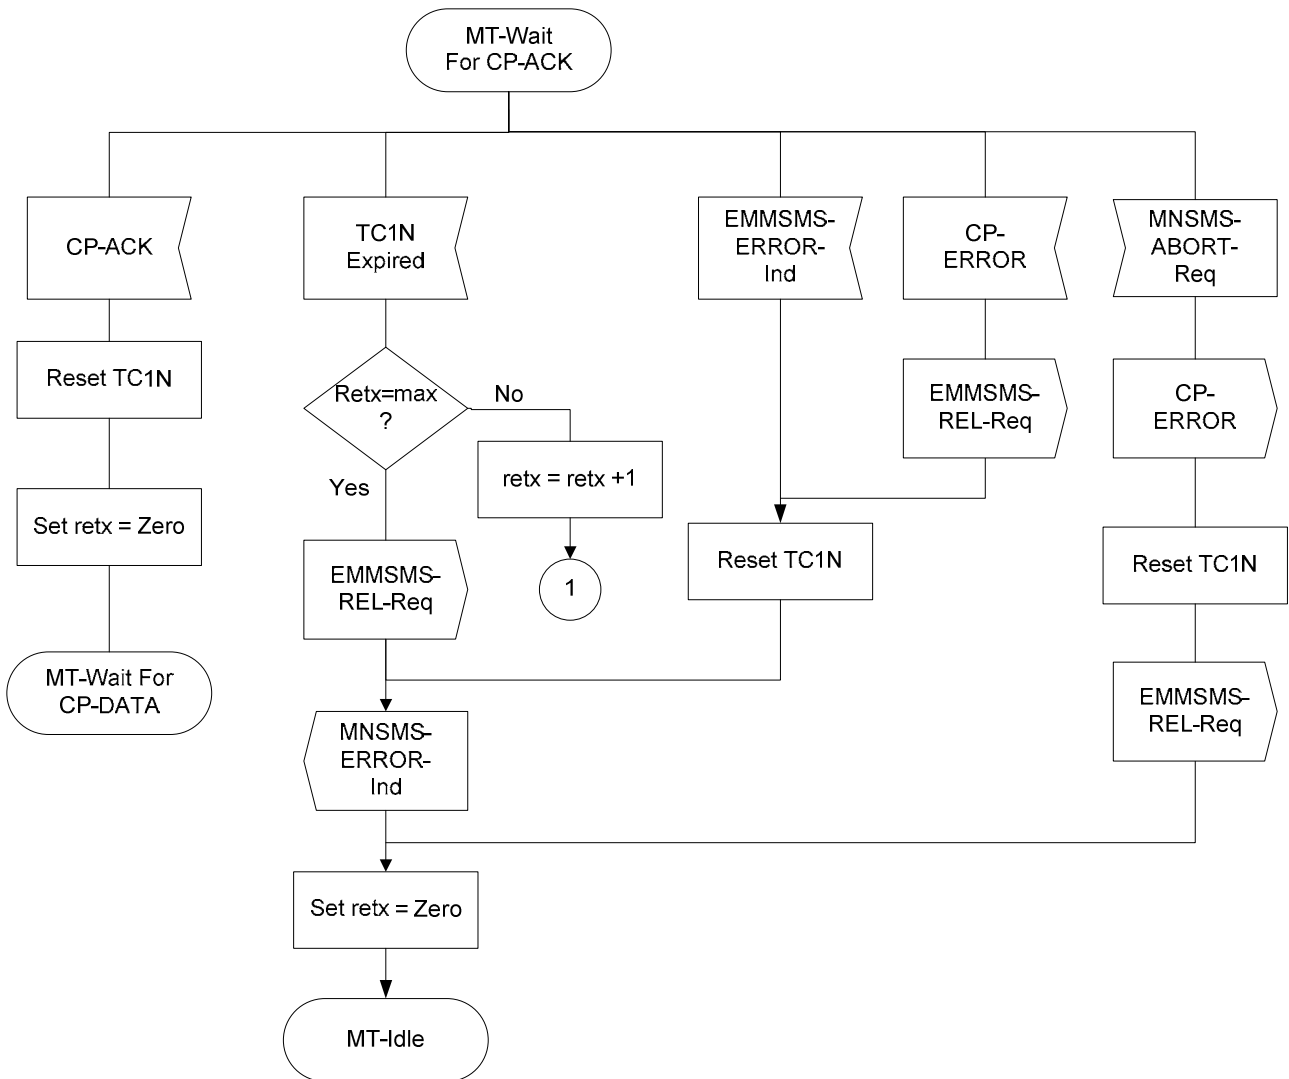 MT-Wait
For CP-ACK
CP-ACK
TC1N
Expired
EMMSMS-
ERROR-
Ind
CP-
ERROR
MNSMS-
ABORT-
Req
Reset TC1N
Retx=max
?
No
Yes
retx = retx +1
EMMSMS-
REL-Req
CP-
ERROR
Set retx = Zero
EMMSMS-
REL-Req
1
Reset TC1N
Reset TC1N
MT-Wait For
CP-DATA
MNSMS-
ERROR-
Ind
EMMSMS-
REL-Req
Set retx = Zero
MT-Idle